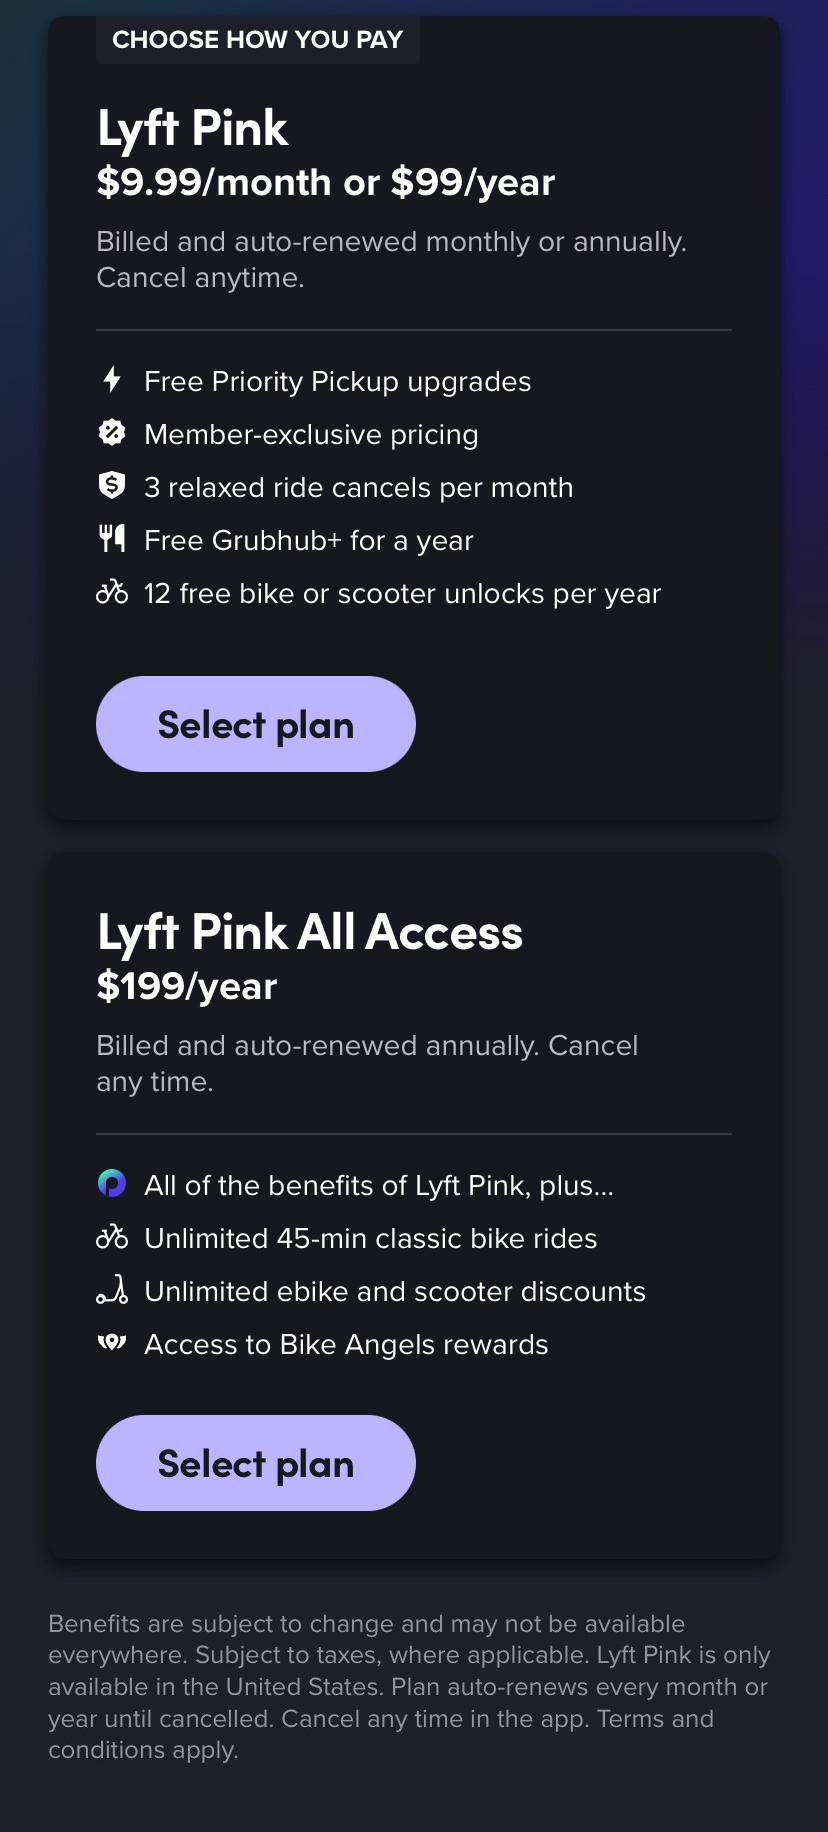 CHOOSE HOW YOU PAY
Lyft Pink
$9.99/month or $99/year
Billed and auto-renewed monthly or annually.
Cancel anytime.
Free Priority Pickup upgrades
Member-exclusive pricing
3 relaxed ride cancels per month
Free Grubhub+ for a year
12 free bike or scooter unlocks per year
Select plan
Lyft Pink All Access
$199/year
Billed and auto-renewed annually. Cancel
any time.
All of the benefits of Lyft Pink, plus...
Unlimited 45-min classic bike rides
Unlimited ebike and scooter discounts
Access to Bike Angels rewards
Select plan
Benefits are subject to change and may not be available
everywhere. Subject to taxes, where applicable. Lyft Pink is only
available in the United States. Plan auto-renews every month or
year until cancelled. Cancel any time in the app. Terms and
conditions apply.